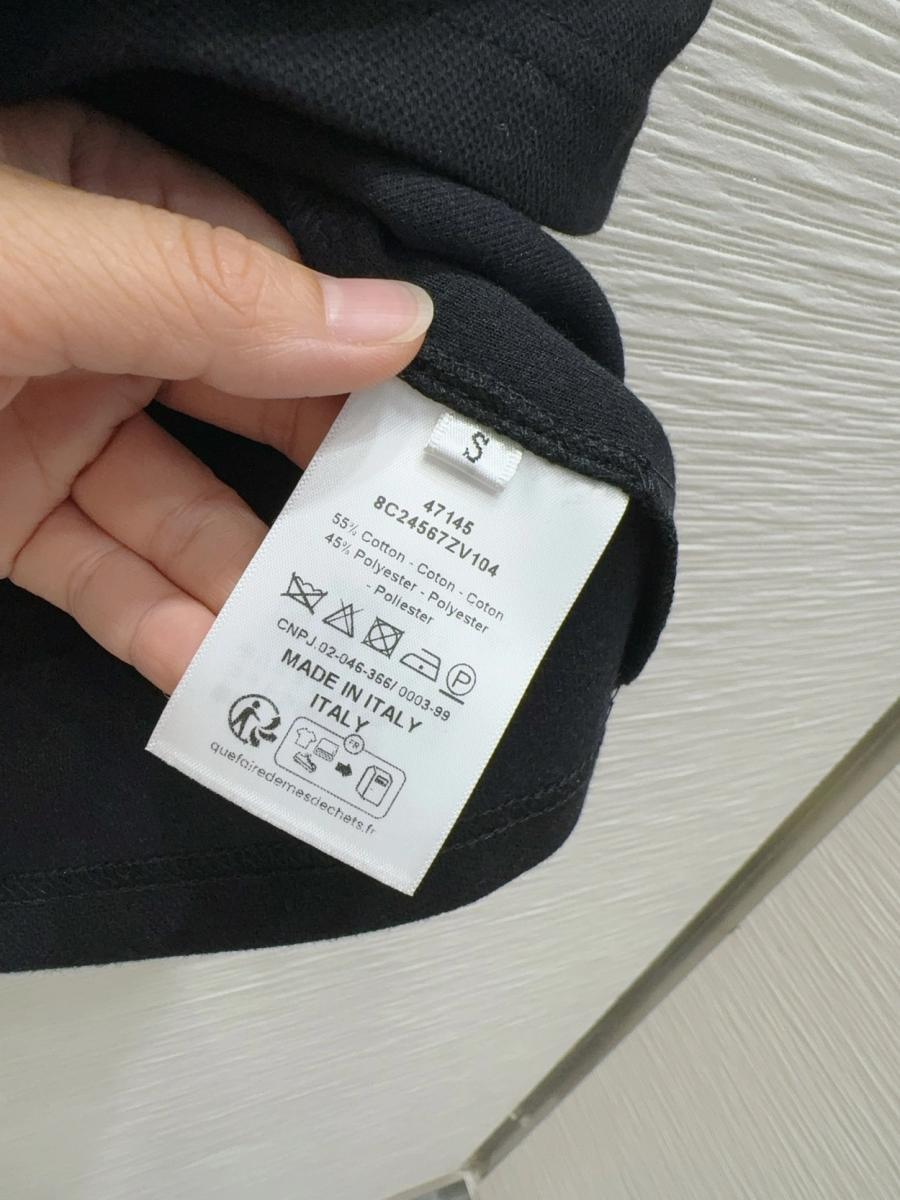 S
47145
8C24567ZV104
55% Cotton - Coton - Coton
45% Polyester - Polyester
- Poliester
P
CNPJ.02-046-366/ 0003-99
MADE IN ITALY
ITALY
FR
quefairedemesdechets.fr